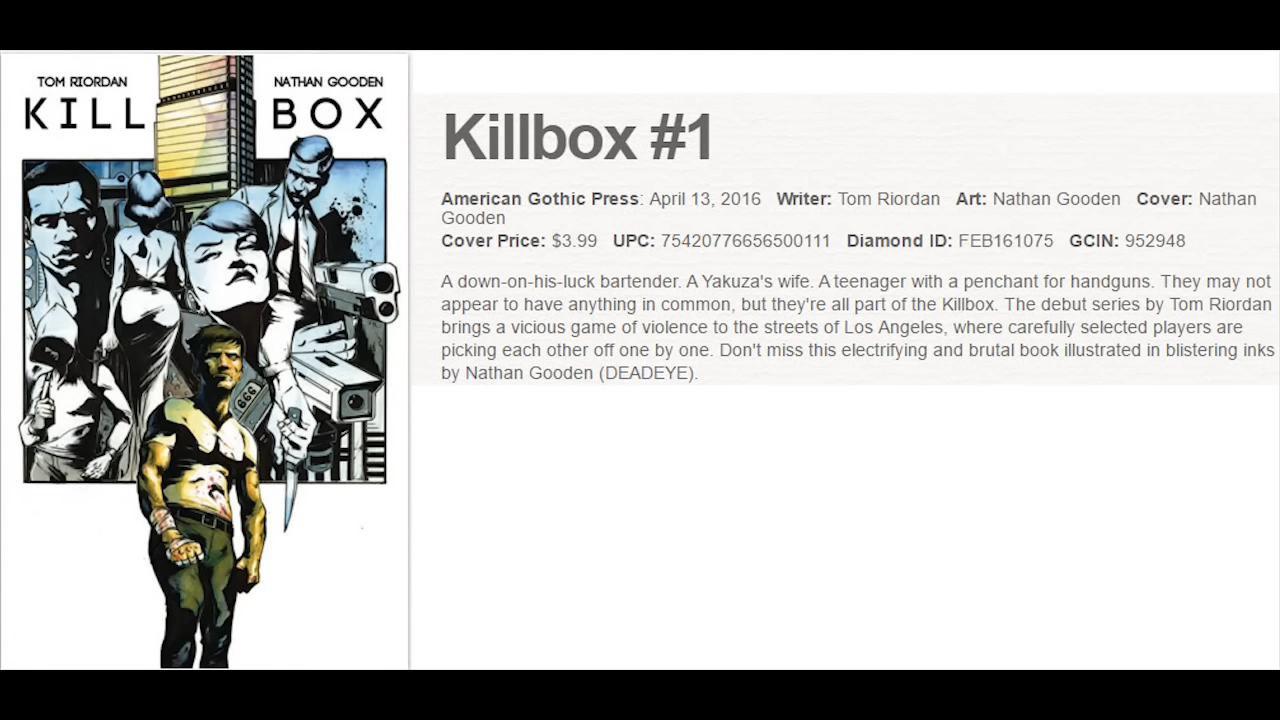 TOM RIORDAN
NATHAN GOODEN
KILL BOX
666
Killbox #1
American Gothic Press: April 13, 2016 Writer: Tom Riordan Art: Nathan Gooden Cover: Nathan
Gooden
Cover Price: $3.99 UPC: 75420776656500111 Diamond ID: FEB161075 GCIN: 952948
A down-on-his-luck bartender. A Yakuza's wife. A teenager with a penchant for handguns. They may not
appear to have anything in common, but they're all part of the Killbox. The debut series by Tom Riordan
brings a vicious game of violence to the streets of Los Angeles, where carefully selected players are
picking each other off one by one. Don't miss this electrifying and brutal book illustrated in blistering inks
by Nathan Gooden (DEADEYE).